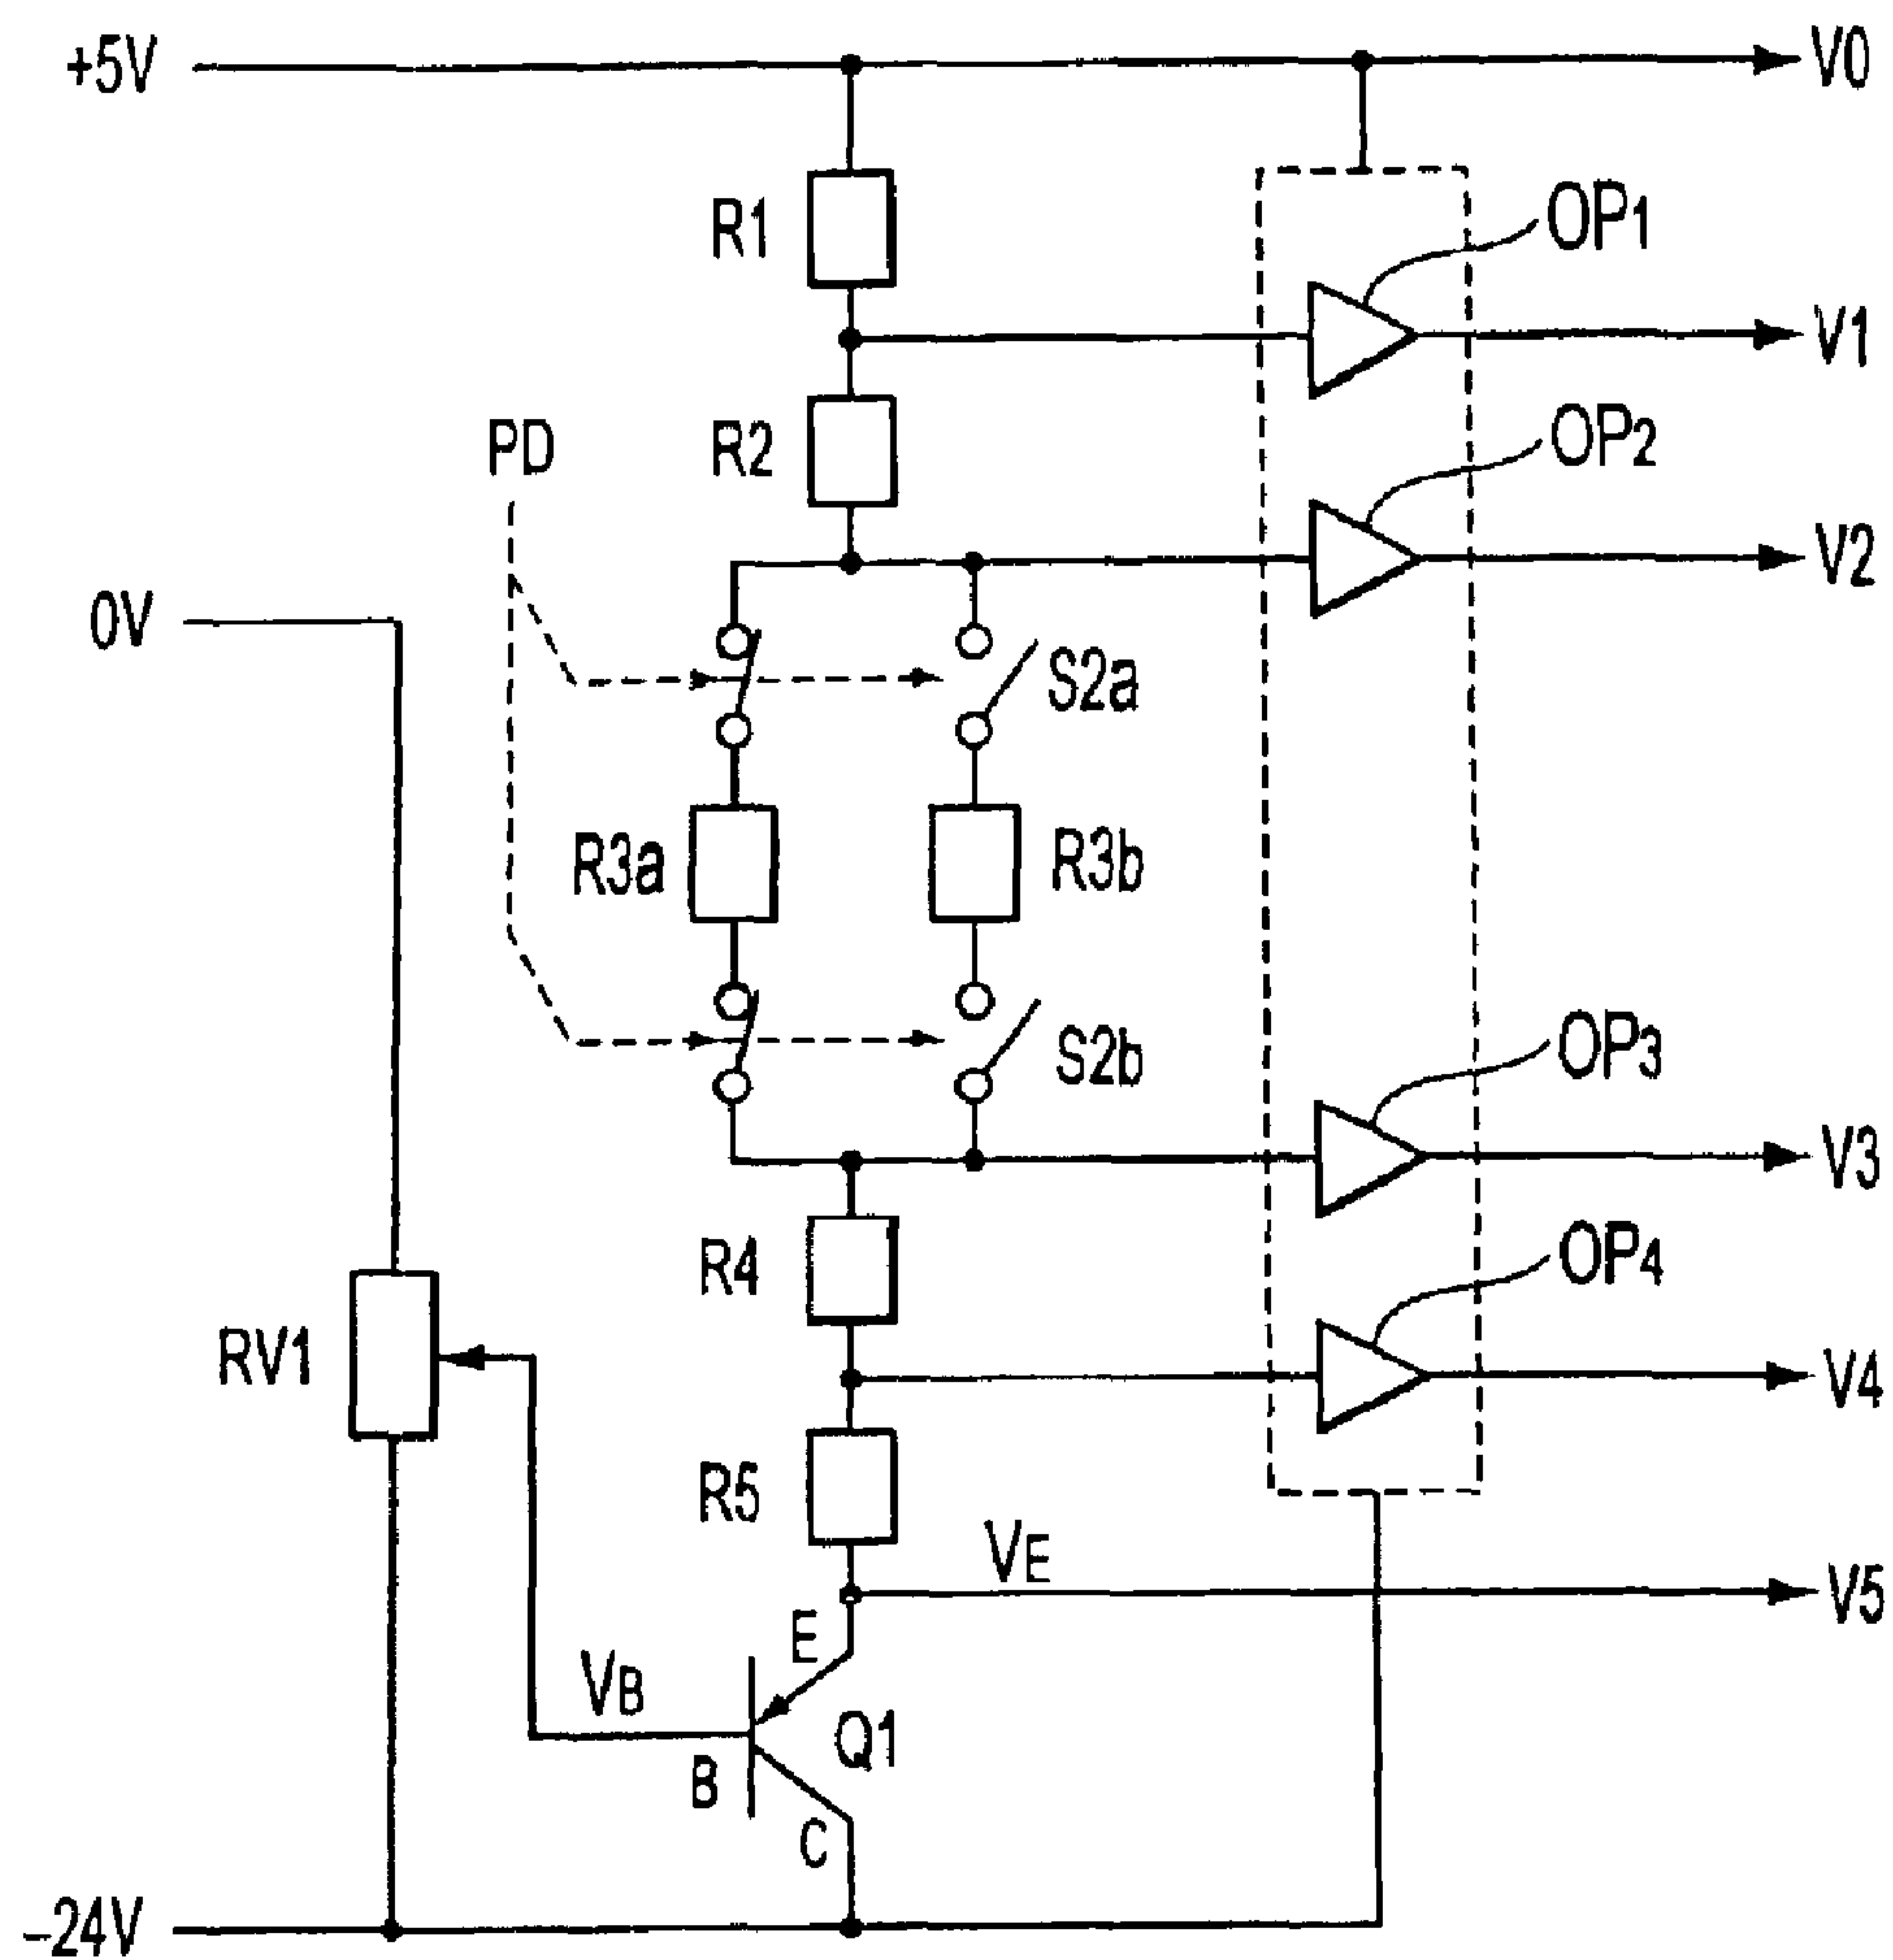 +5V
V0
R1
OP1
V1
PD
R2
OP2
V2
0V
S2a
R3a
R3b
S2b
OP3
V3
R4
OP4
RV1
V4
R5
VE
V5
E
VB
Q1
B
C
-24V